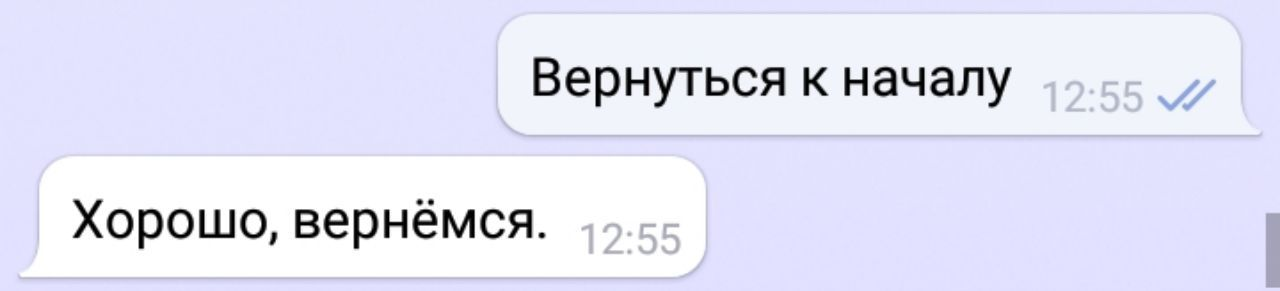 Вернуться к началу 12:55
Хорошо, вернёмся. 12:55